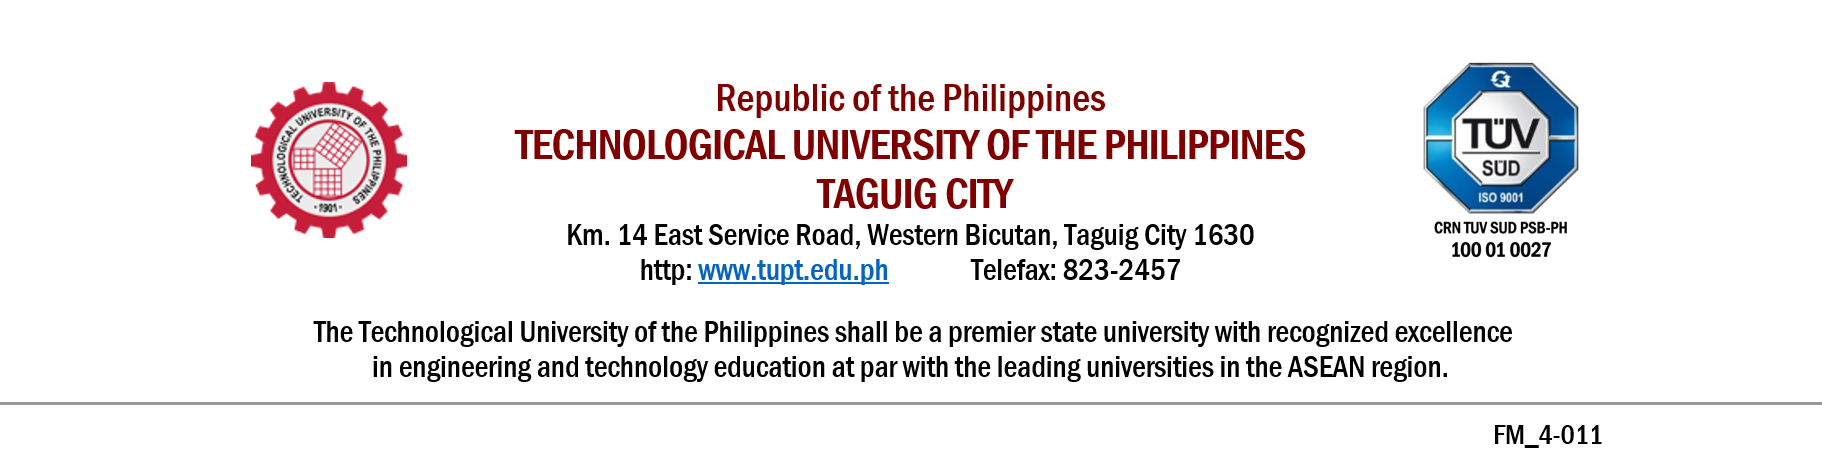 Republic of the Philippines
TECHNOLOGICAL UNIVERSITY OF THE PHILIPPINES
TAGUIG CITY
Km. 14 East Service Road, Western Bicutan, Taguig City 1630
http: www.tupt.edu.ph Telefax: 823-2457
The Technological University of the Philippines shall be a premier state university with recognized excellence
in engineering and technology education at par with the leading universities in the ASEAN region.
TECHNOLOGICAL UNIVERSITY OF THE PHILIPPINES
- 1901 -
TÜV
SÜD
ISO 9001
CRN TUV SUD PSB-PH
100 01 0027
FM_4-011